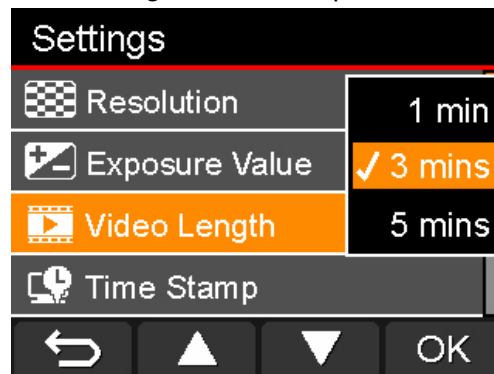 Settings
Resolution
1 min
Exposure Value
✓ 3 mins
Video Length
5 mins
Time Stamp
OK